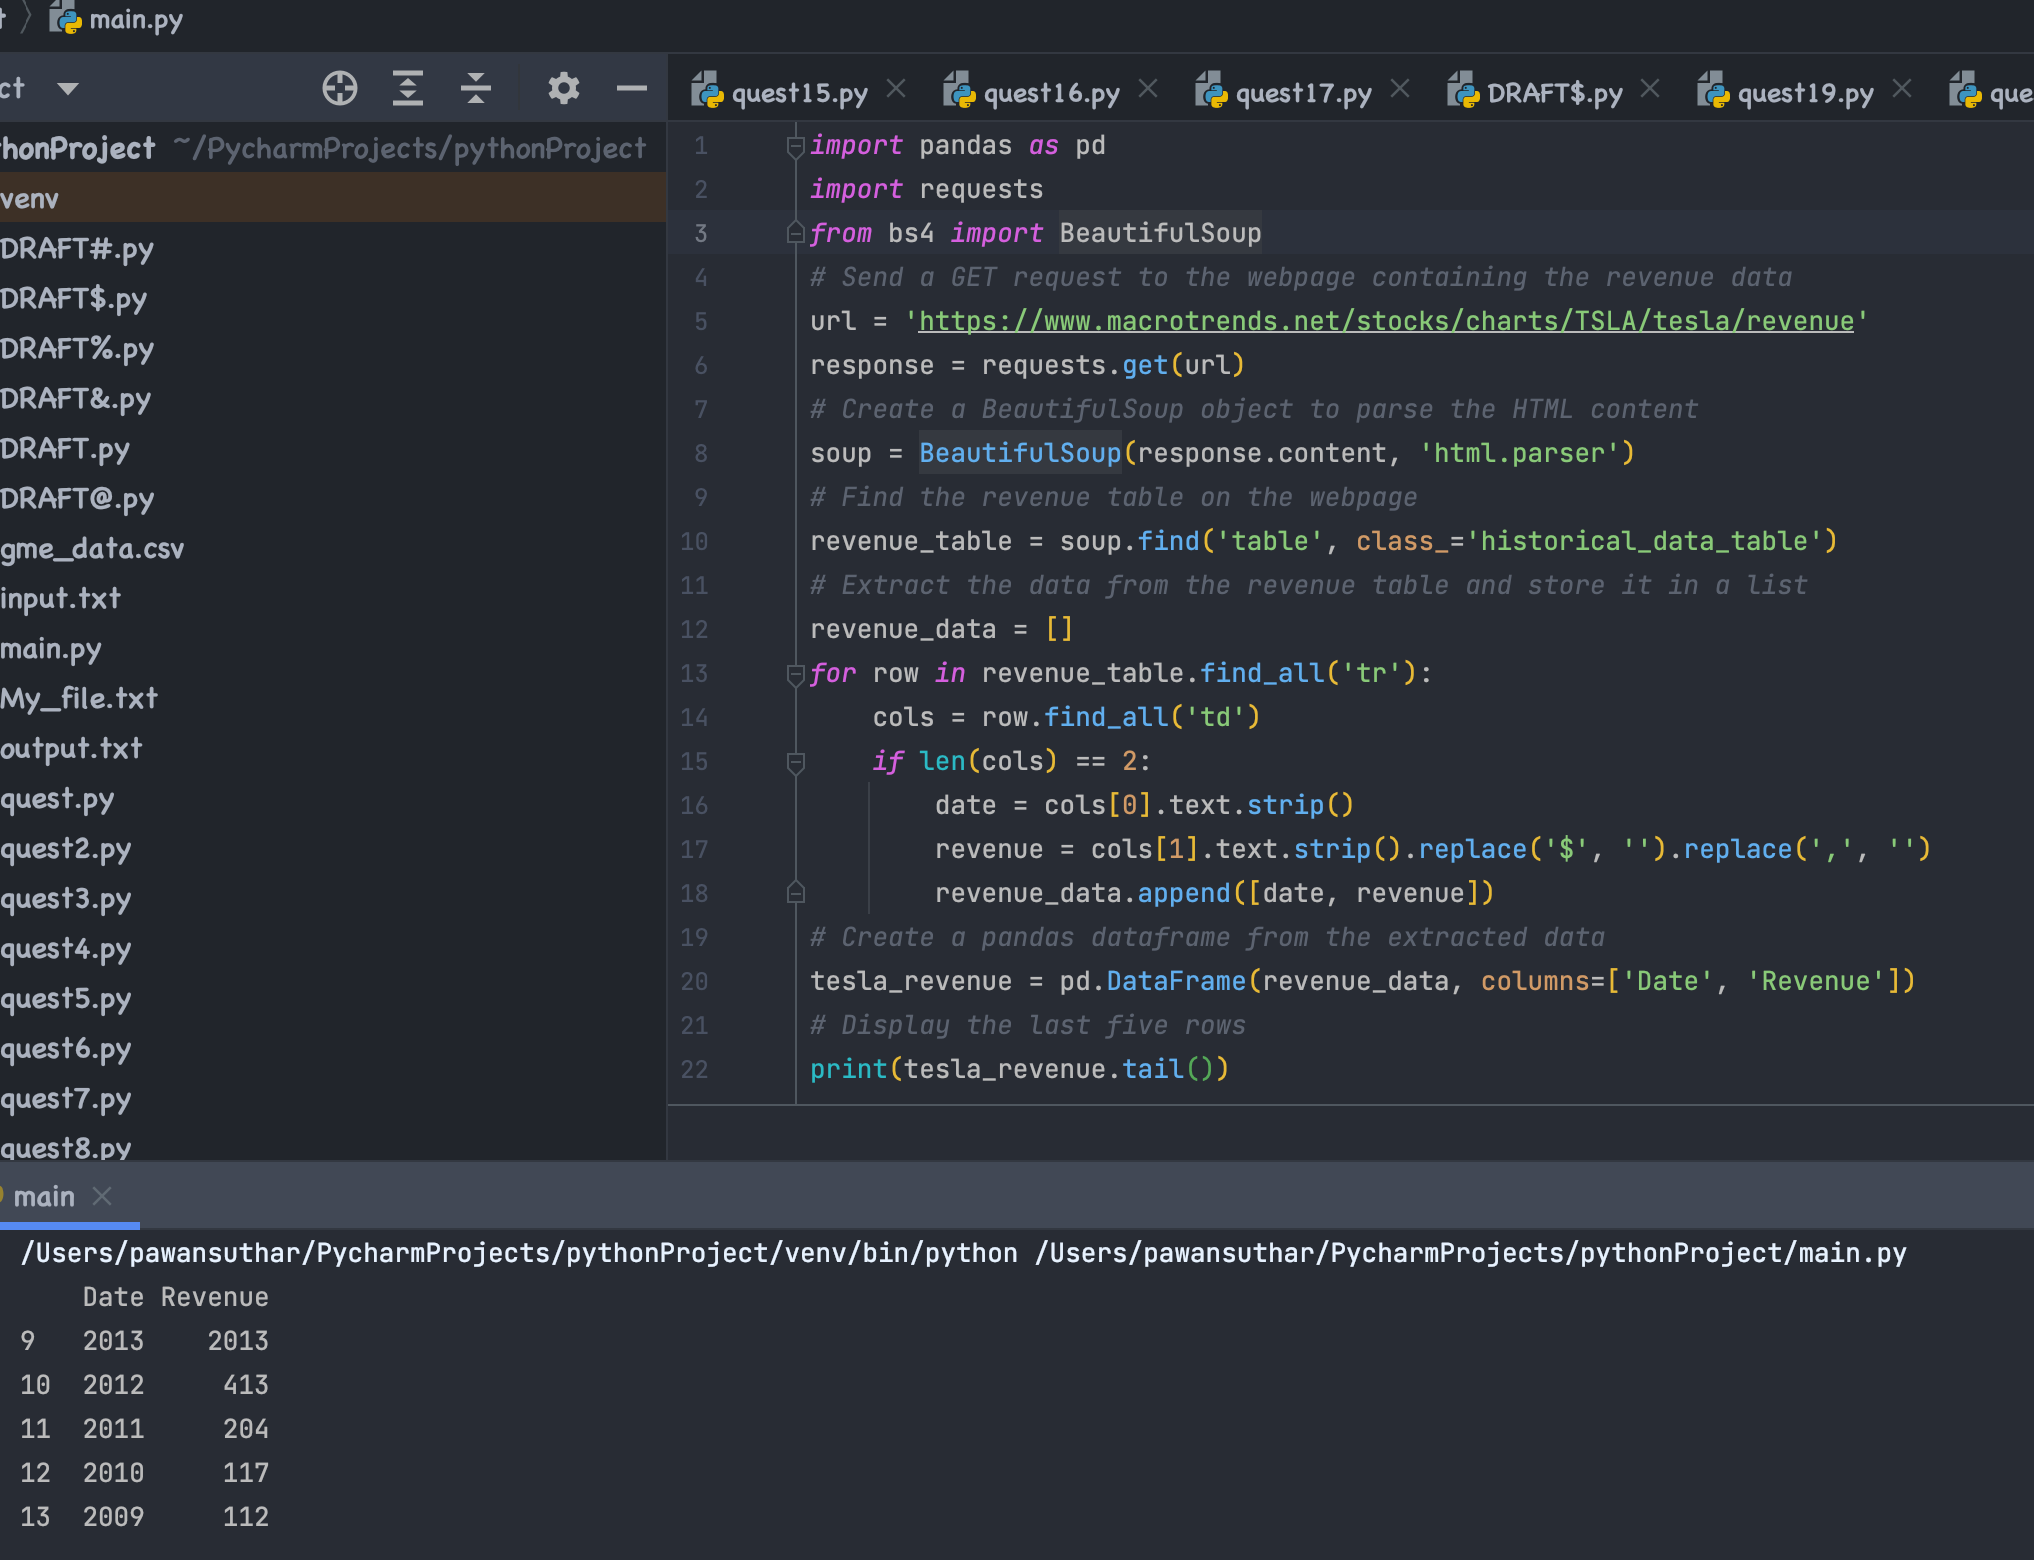 main.py
quest15.py
quest16.py
quest17.py
DRAFT$.py
quest19.py
~/PycharmProjects/pythonProject
venv
DRAFT#.py
DRAFT$.py
DRAFT%.py
DRAFT&.py
DRAFT.py
DRAFT@.py
gme_data.csv
input.txt
main.py
My_file.txt
output.txt
quest.py
quest2.py
quest3.py
quest4.py
quest5.py
quest6.py
quest7.py
quest8.py
1 import pandas as pd
2 import requests
3 from bs4 import BeautifulSoup
4 # Send a GET request to the webpage containing the revenue data
5 url = 'https://www.macrotrends.net/stocks/charts/TSLA/tesla/revenue'
6 response = requests.get(url)
7 # Create a BeautifulSoup object to parse the HTML content
8 soup = BeautifulSoup(response.content, 'html.parser')
9 # Find the revenue table on the webpage
10 revenue_table = soup.find('table', class_='historical_data_table')
11 # Extract the data from the revenue table and store it in a list
12 revenue_data = []
13 for row in revenue_table.find_all('tr'):
14     cols = row.find_all('td')
15     if len(cols) == 2:
16         date = cols[0].text.strip()
17         revenue = cols[1].text.strip().replace('$', '').replace(',', '')
18         revenue_data.append([date, revenue])
19 # Create a pandas dataframe from the extracted data
20 tesla_revenue = pd.DataFrame(revenue_data, columns=['Date', 'Revenue'])
21 # Display the last five rows
22 print(tesla_revenue.tail())
main
/Users/pawansuthar/PycharmProjects/pythonProject/venv/bin/python /Users/pawansuthar/PycharmProjects/pythonProject/main.py
Date Revenue
9 2013 2013
10 2012 413
11 2011 204
12 2010 117
13 2009 112